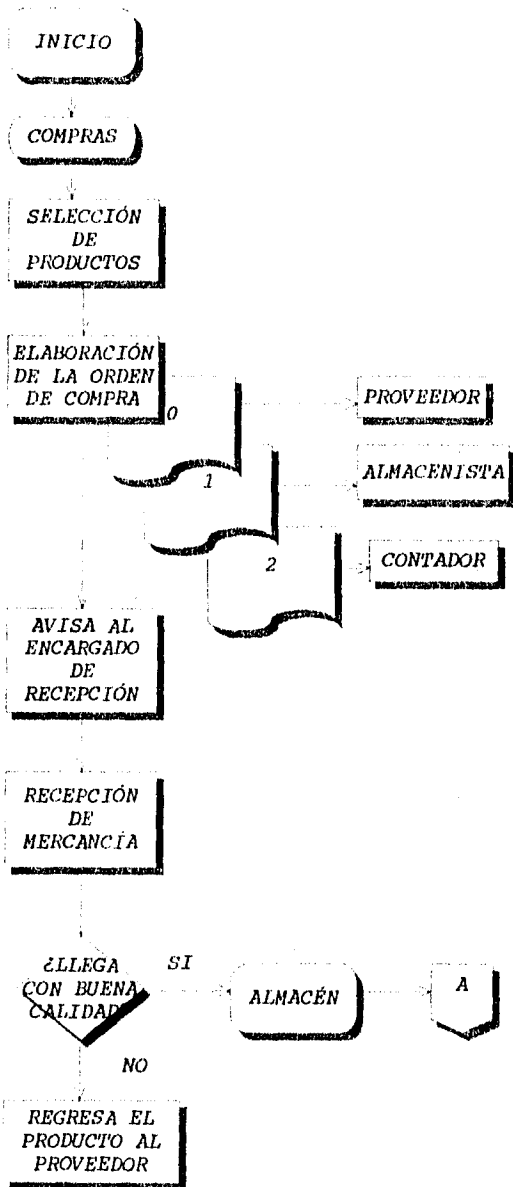 INICIO
COMPRAS
SELECCIÓN
DE
PRODUCTOS
ELABORACIÓN
DE LA ORDEN
DE COMPRA
0
PROVEEDOR
1
ALMACENISTA
2
CONTADOR
AVISA AL
ENCARGADO
DE
RECEPCIÓN
RECEPCIÓN
DE
MERCANCÍA
¿LLEGA
CON BUENA
CALIDAD
SI
ALMACÉN
A
NO
REGRESA EL
PRODUCTO AL
PROVEEDOR